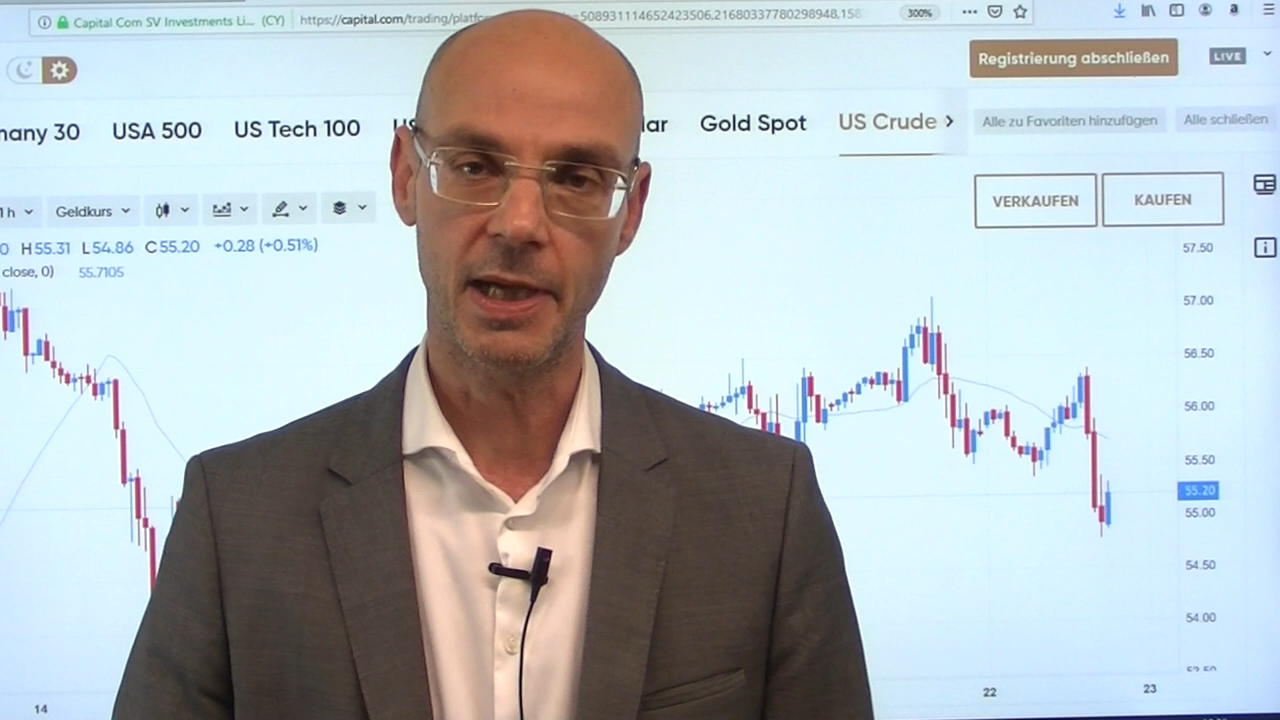 Capital Com SV Investments Li... (CY) https://capital.com/trading/platfo 508931114652423506,21680337780298948,158 300%
Registrierung abschließen LIVE
many 30 USA 500 US Tech 100 Gold Spot US Crude Alle zu Favoriten hinzufügen Alle schließen
1h Geldkurs VERKAUFEN KAUFEN
0 H55.31 L54.86 C55.20 +0.28 (+0.51%)
close, 0) 55.7105
57.50
57.00
56.50
56.00
55.50
55.20
55.00
54.50
54.00
14 22 23